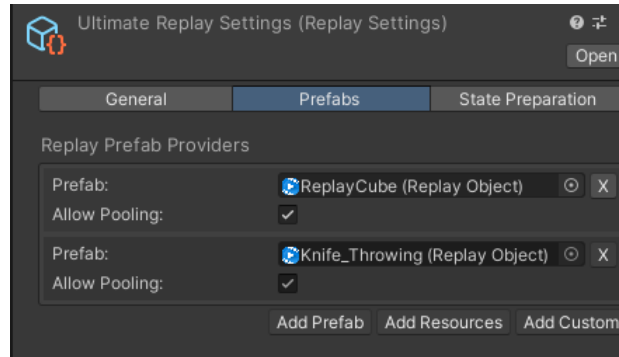 Ultimate Replay Settings (Replay Settings)
Open
General Prefabs State Preparation
Replay Prefab Providers
Prefab: ReplayCube (Replay Object) X
Allow Pooling:
Prefab: Knife_Throwing (Replay Object) X
Allow Pooling:
Add Prefab Add Resources Add Custom